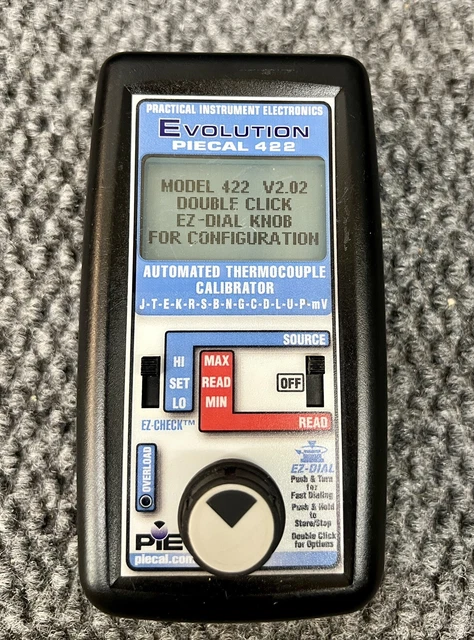 PRACTICAL INSTRUMENT ELECTRONICS
EVOLUTION
PIECAL 422
MODEL 422 V2.02
DOUBLE CLICK
EZ-DIAL KNOB
FOR CONFIGURATION
AUTOMATED THERMOCOUPLE
CALIBRATOR
J-T-E-K-R-S-B-N-G-C-D-L-U-P-mV
SOURCE
HI
SET
LO
MAX
READ
MIN
OFF
EZ-CHECK™
READ
OVERLOAD
EZ-DIAL
Push & Turn
for
Fast Dialing
Push & Hold
to
Store/Stop
Double Click
for Options
PIE
piecal.com